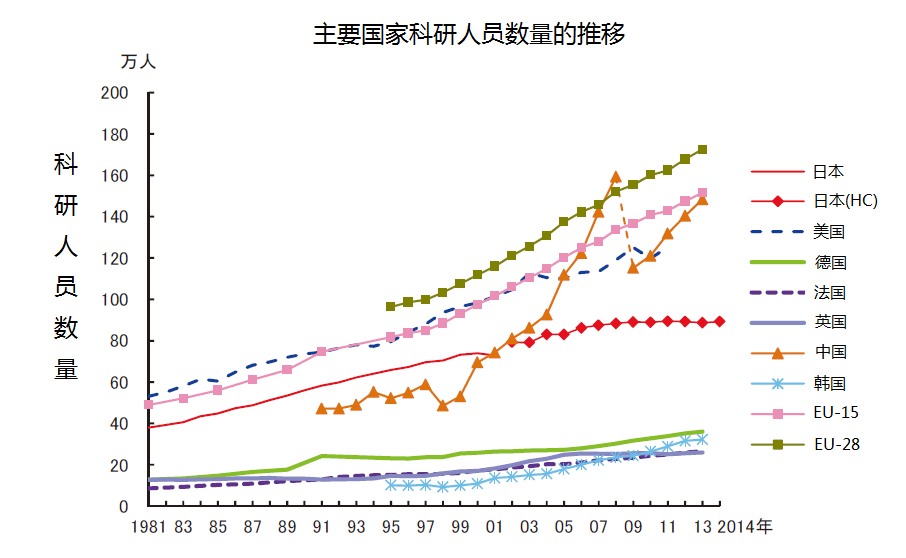 主要国家科研人员数量的推移
万人
200
180
160
140
120
100
80
60
40
20
0
科研人员数量
1981 83 85 87 89 91 93 95 97 99 01 03 05 07 09 11 13 2014年
日本
日本(HC)
美国
德国
法国
英国
中国
韩国
EU-15
EU-28